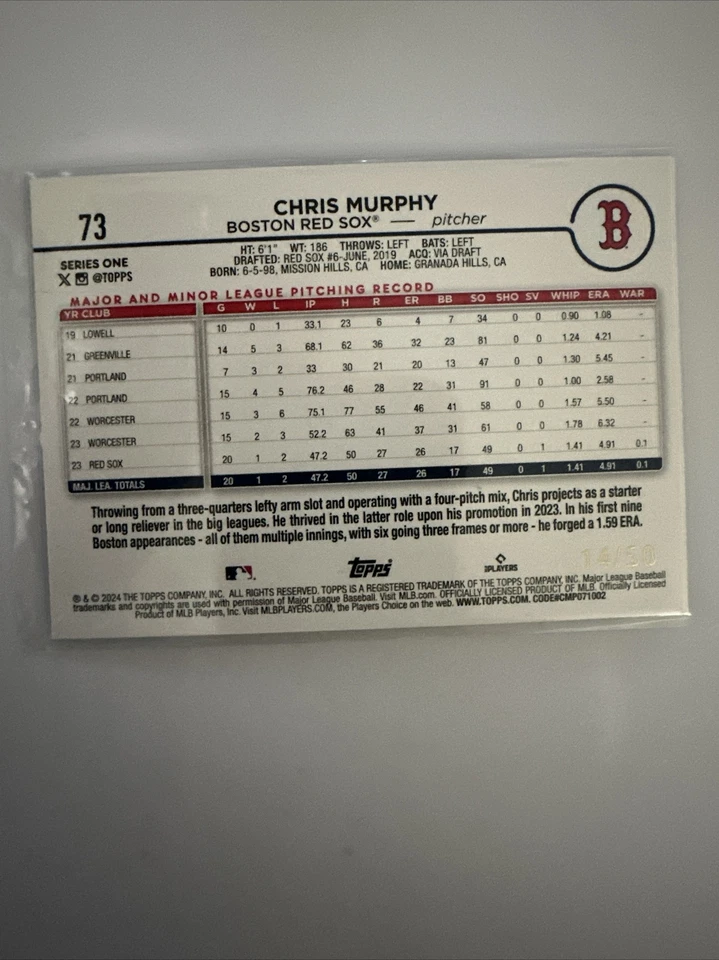 73
CHRIS MURPHY
BOSTON RED SOX® — pitcher
B
SERIES ONE
@TOPPS
HT: 6'1" WT: 186 THROWS: LEFT BATS: LEFT
DRAFTED: RED SOX #6-JUNE, 2019 ACQ: VIA DRAFT
BORN: 6-5-98, MISSION HILLS, CA HOME: GRANADA HILLS, CA
MAJOR AND MINOR LEAGUE PITCHING RECORD
YR CLUB G W L IP H R ER BB SO SHO SV WHIP ERA WAR
19 LOWELL 10 0 1 33.1 23 6 4 7 34 0 0 0.90 1.08 -
21 GREENVILLE 14 5 3 68.1 62 36 32 23 81 0 0 1.24 4.21 -
21 PORTLAND 7 3 2 33 30 21 20 13 47 0 0 1.30 5.45 -
22 PORTLAND 15 4 5 76.2 46 28 22 31 91 0 0 1.00 2.58 -
22 WORCESTER 15 3 6 75.1 77 55 46 41 58 0 0 1.57 5.50 -
23 WORCESTER 15 2 3 52.2 63 41 37 31 61 0 0 1.78 6.32 -
23 RED SOX 20 1 2 47.2 50 27 26 17 49 0 1 1.41 4.91 0.1
MAJ. LEA. TOTALS 20 1 2 47.2 50 27 26 17 49 0 1 1.41 4.91 0.1
Throwing from a three-quarters lefty arm slot and operating with a four-pitch mix, Chris projects as a starter
or long reliever in the big leagues. He thrived in the latter role upon his promotion in 2023. In his first nine
Boston appearances - all of them multiple innings, with six going three frames or more - he forged a 1.59 ERA.
Topps
PLAYERS
® & © 2024 THE TOPPS COMPANY, INC. ALL RIGHTS RESERVED. TOPPS IS A REGISTERED TRADEMARK OF THE TOPPS COMPANY, INC. Major League Baseball
trademarks and copyrights are used with permission of Major League Baseball. Visit MLB.com. OFFICIALLY LICENSED PRODUCT OF MLB. Officially Licensed
Product of MLB Players, Inc. Visit MLBPLAYERS.COM, the Players Choice on the web. WWW.TOPPS.COM. CODE#CMP071002